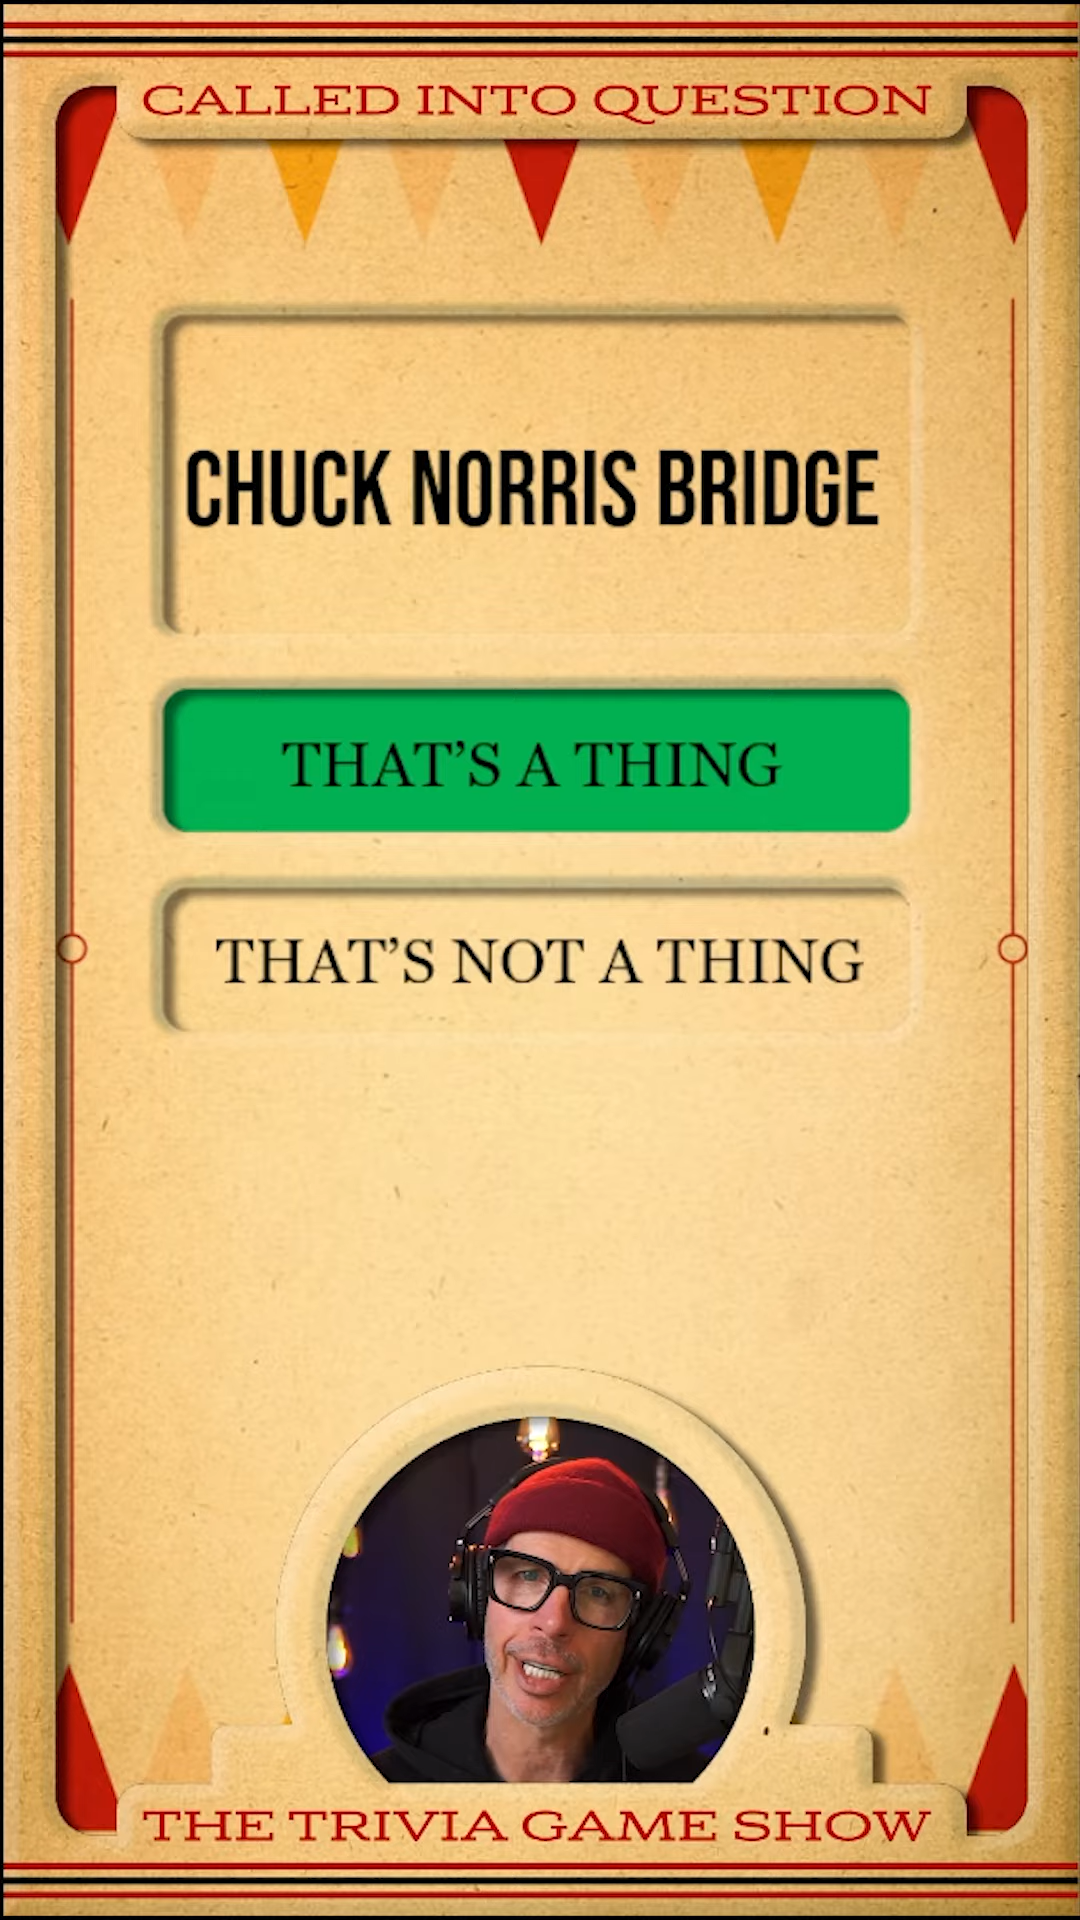 CALLED INTO QUESTION
CHUCK NORRIS BRIDGE
THAT’S A THING
THAT’S NOT A THING
THE TRIVIA GAME SHOW